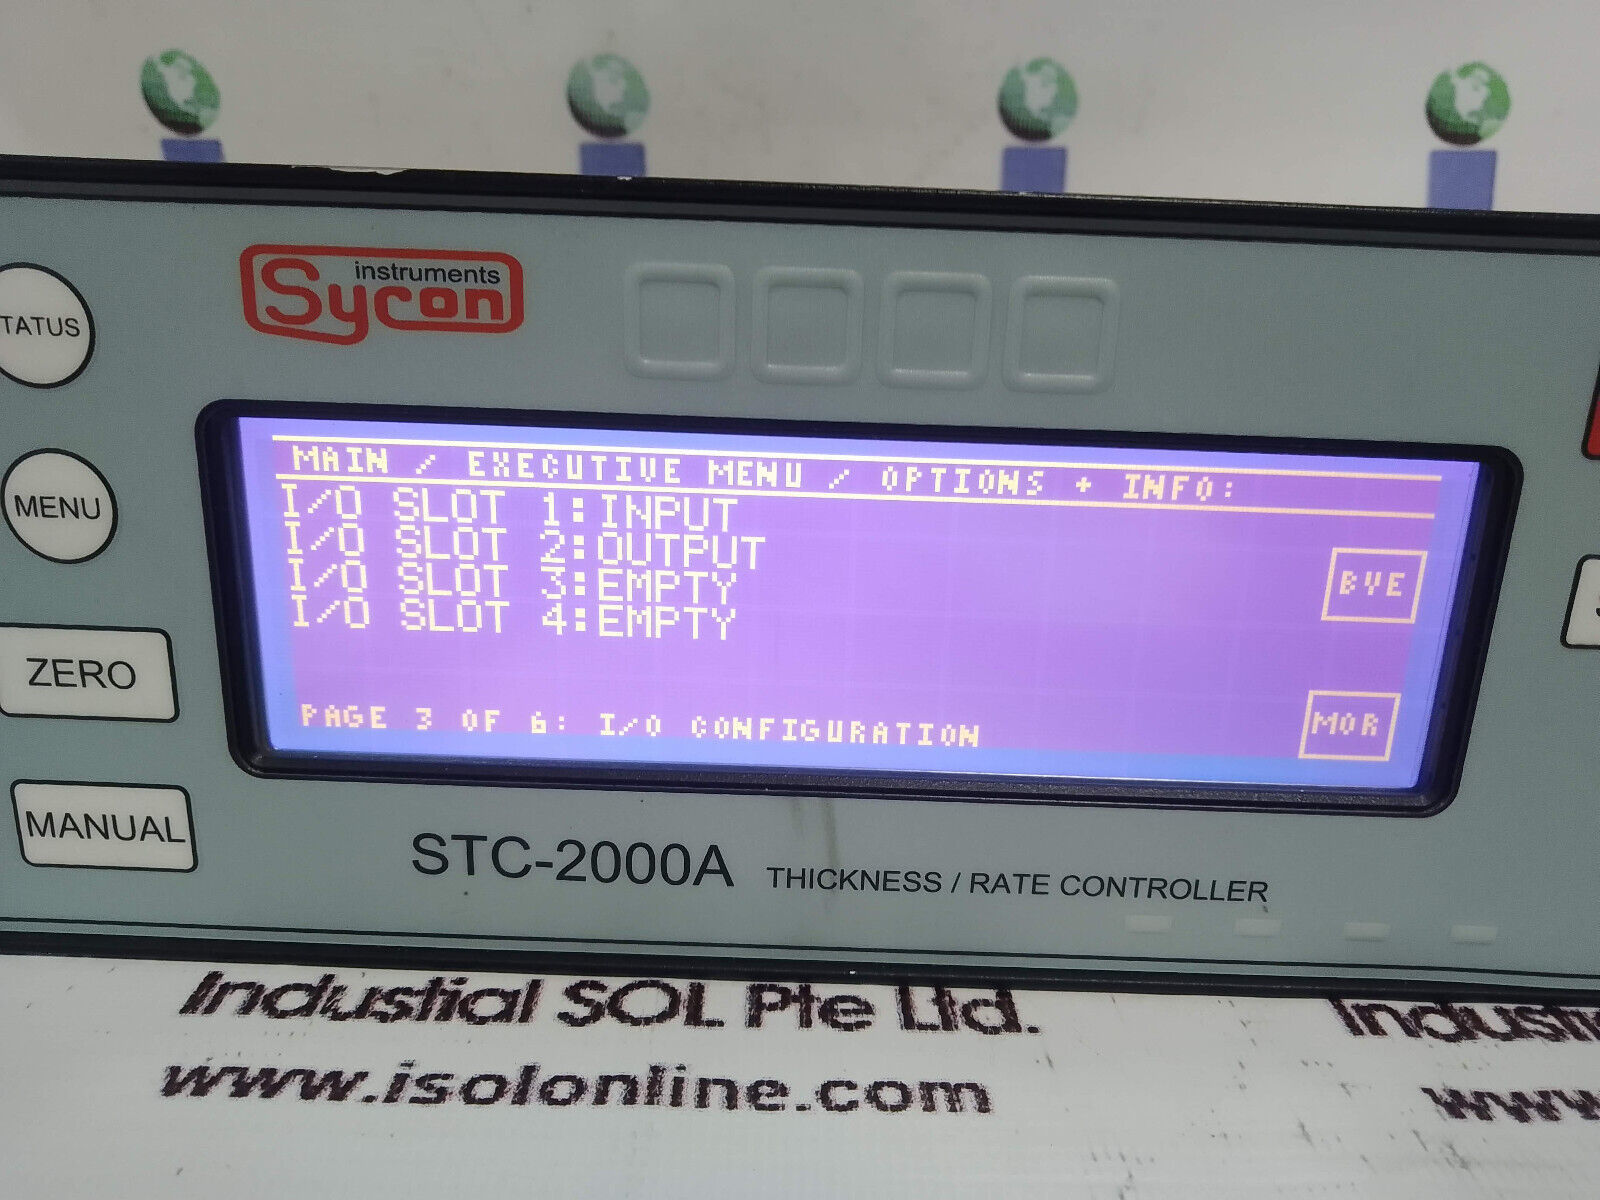 instruments
Sycon
TATUS
MENU
ZERO
MANUAL
MAIN / EXECUTIVE MENU / OPTIONS + INFO:
I/O SLOT 1:INPUT
I/O SLOT 2:OUTPUT
I/O SLOT 3:EMPTY
I/O SLOT 4:EMPTY
BYE
PAGE 3 OF 6: I/O CONFIGURATION
MOR
STC-2000A THICKNESS / RATE CONTROLLER
Industial SOL Pte Ltd.
www.isolonline.com